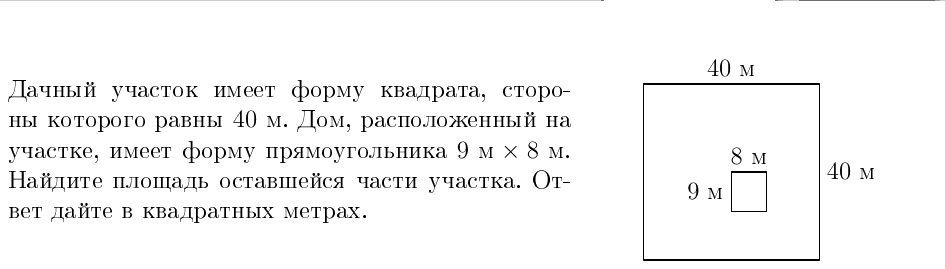 Дачный участок имеет форму квадрата, сторо-
ны которого равны 40 м. Дом, расположенный на
участке, имеет форму прямоугольника 9 м × 8 м.
Найдите площадь оставшейся части участка. От-
вет дайте в квадратных метрах.
40 м
8 м
40 м
9 м